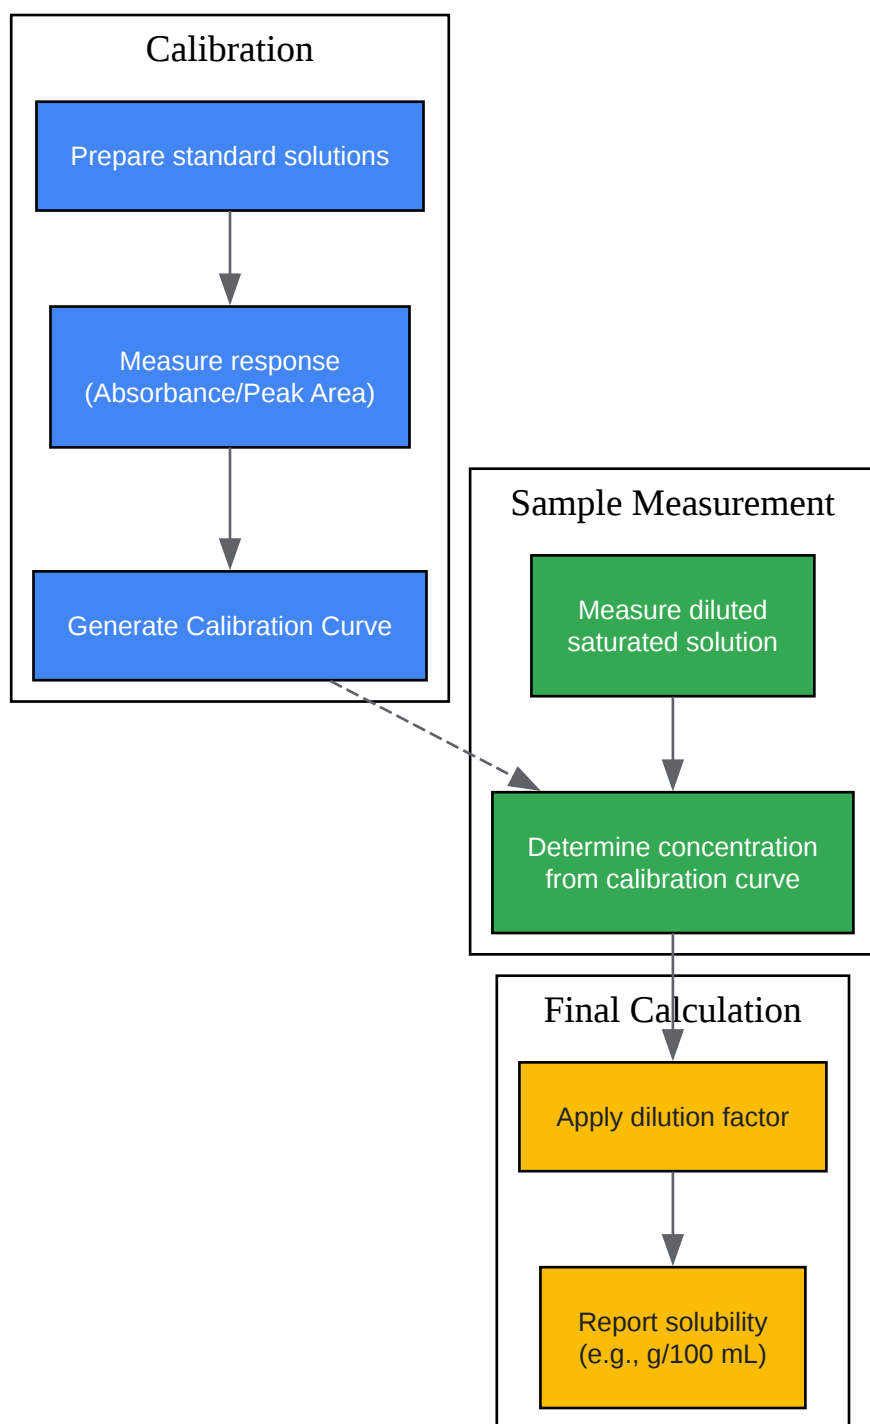 Calibration
Prepare standard solutions
Measure response
(Absorbance/Peak Area)
Generate Calibration Curve
Sample Measurement
Measure diluted
saturated solution
Determine concentration
from calibration curve
Final Calculation
Apply dilution factor
Report solubility
(e.g., g/100 mL)